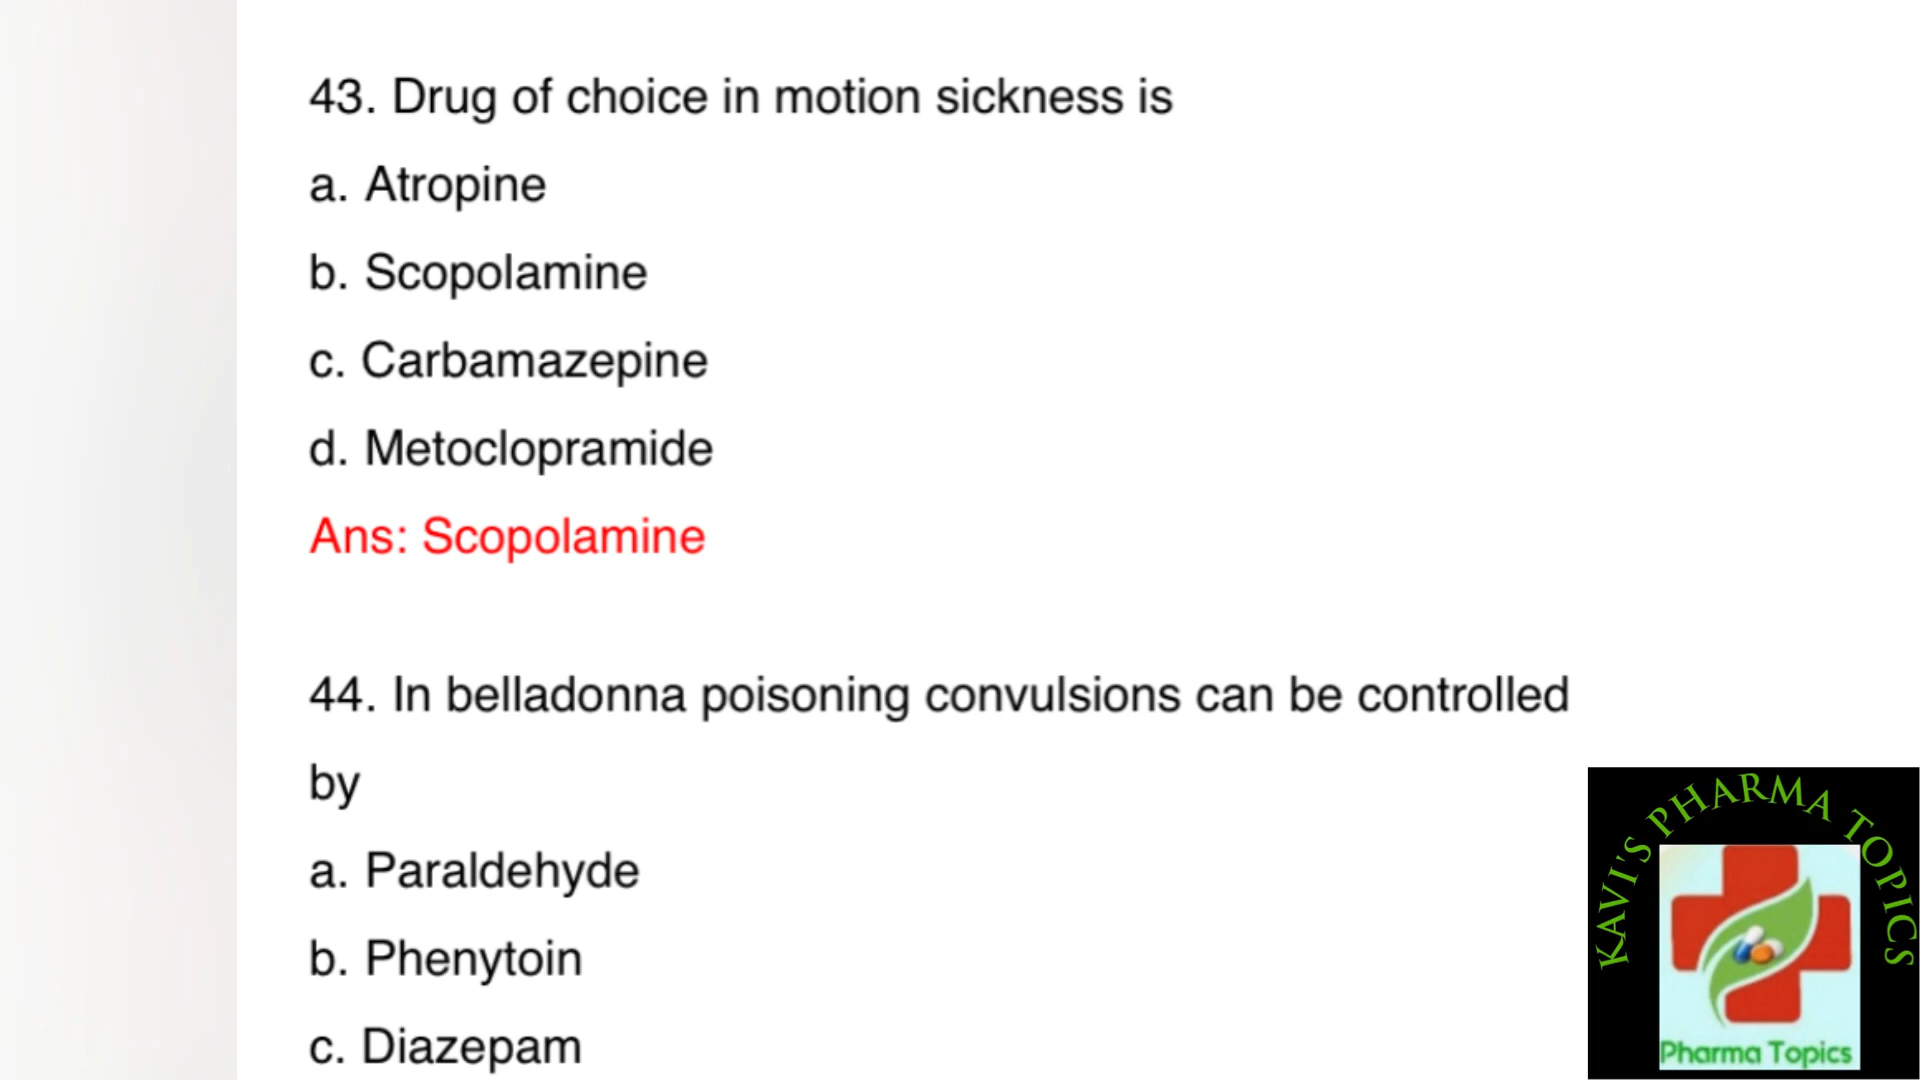 43. Drug of choice in motion sickness is
a. Atropine
b. Scopolamine
c. Carbamazepine
d. Metoclopramide
Ans: Scopolamine
44. In belladonna poisoning convulsions can be controlled
by
a. Paraldehyde
b. Phenytoin
c. Diazepam
KAVI'S PHARMA TOPICS
Pharma Topics